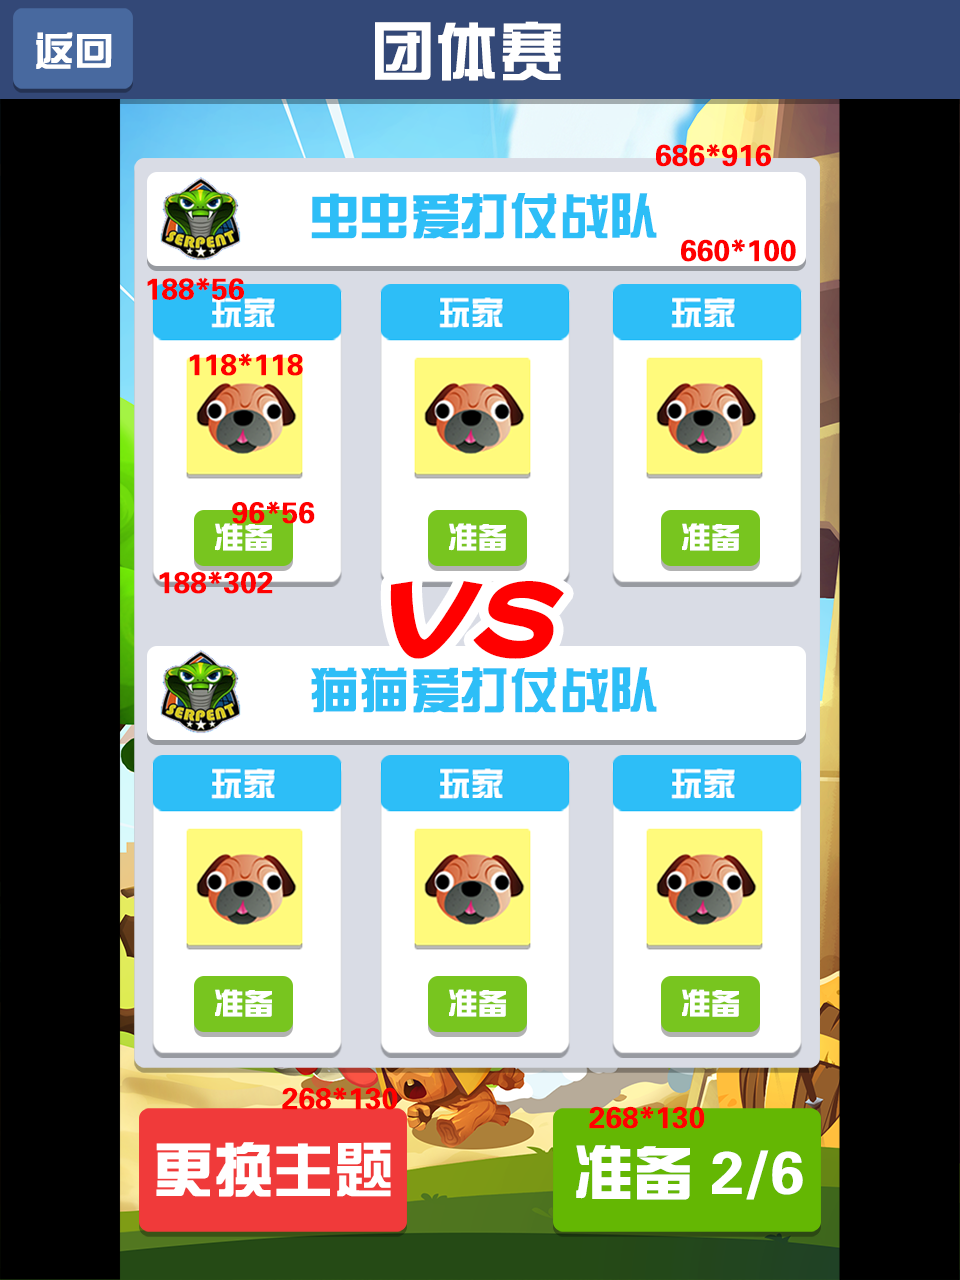 返回
团体赛
686*916
SERPENT
虫虫爱打仗战队
660*100
188*56
玩家
玩家
玩家
118*118
96*56
准备
准备
准备
188*302
VS
SERPENT
猫猫爱打仗战队
玩家
玩家
玩家
准备
准备
准备
268*130
268*130
更换主题
准备 2/6